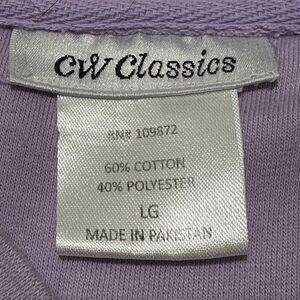 CW Classics
RN# 109872
60% COTTON
40% POLYESTER
LG
MADE IN PAKISTAN